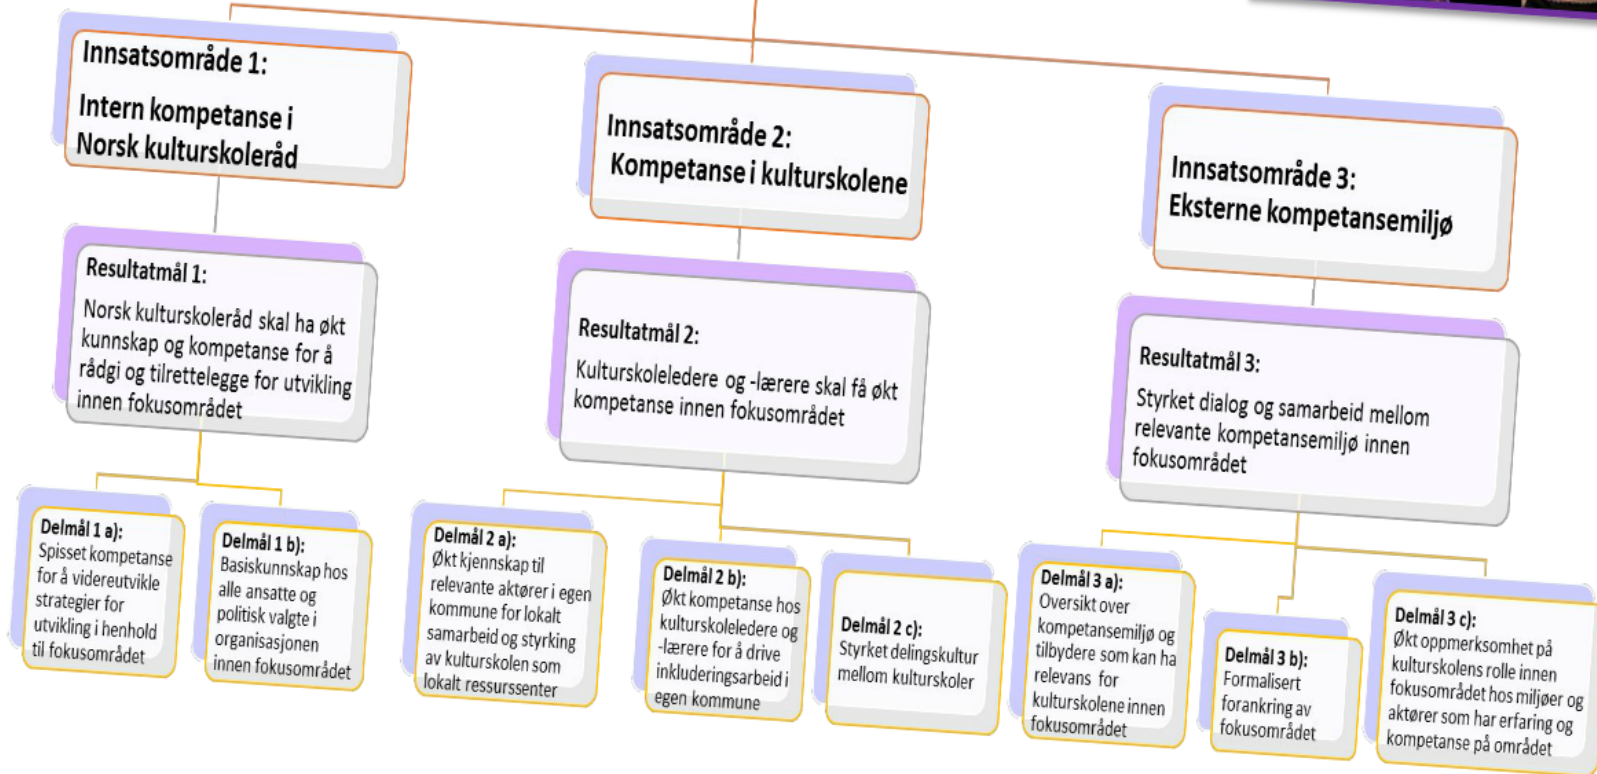 Innsatsområde 1:
Intern kompetanse i
Norsk kulturskoleråd
Innsatsområde 2:
Kompetanse i kulturskolene
Innsatsområde 3:
Eksterne kompetansemiljø
Resultatmål 1:
Norsk kulturskoleråd skal ha økt
kunnskap og kompetanse for å
rådgi og tilrettelegge for utvikling
innen fokusområdet
Resultatmål 2:
Kulturskoleledere og -lærere skal få økt
kompetanse innen fokusområdet
Resultatmål 3:
Styrket dialog og samarbeid mellom
relevante kompetansemiljø innen
fokusområdet
Delmål 1 a):
Spisset kompetanse
for å videreutvikle
strategier for
utvikling i henhold
til fokusområdet
Delmål 1 b):
Basiskunnskap hos
alle ansatte og
politisk valgte i
organisasjonen
innen fokusområdet
Delmål 2 a):
Økt kjennskap til
relevante aktører i egen
kommune for lokalt
samarbeid og styrking
av kulturskolen som
lokalt ressurssenter
Delmål 2 b):
Økt kompetanse hos
kulturskoleledere og
-lærere for å drive
inkluderingsarbeid i
egen kommune
Delmål 2 c):
Styrket delingskultur
mellom kulturskoler
Delmål 3 a):
Oversikt over
kompetansemiljø og
tilbydere som kan ha
relevans for
kulturskolene innen
fokusområdet
Delmål 3 b):
Formalisert
forankring av
fokusområdet
Delmål 3 c):
Økt oppmerksomhet på
kulturskolens rolle innen
fokusområdet hos miljøer og
aktører som har erfaring og
kompetanse på området